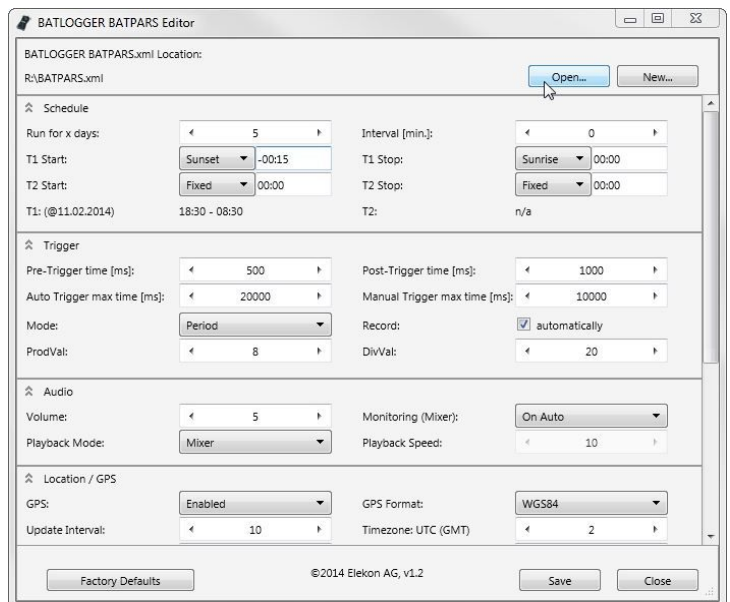 BATLOGGER BATPARS Editor
BATLOGGER BATPARS.xml Location:
R:\BATPARS.xml
Open...
New...
Schedule
Run for x days: 5 Interval [min.]: 0
T1 Start: Sunset -00:15 T1 Stop: Sunrise 00:00
T2 Start: Fixed 00:00 T2 Stop: Fixed 00:00
T1: (@11.02.2014) 18:30 - 08:30 T2: n/a
Trigger
Pre-Trigger time [ms]: 500 Post-Trigger time [ms]: 1000
Auto Trigger max time [ms]: 20000 Manual Trigger max time [ms]: 10000
Mode: Period Record: automatically
ProdVal: 8 DivVal: 20
Audio
Volume: 5 Monitoring (Mixer): On Auto
Playback Mode: Mixer Playback Speed: 10
Location / GPS
GPS: Enabled GPS Format: WGS84
Update Interval: 10 Timezone: UTC (GMT) 2
Factory Defaults ©2014 Elekon AG, v1.2 Save Close